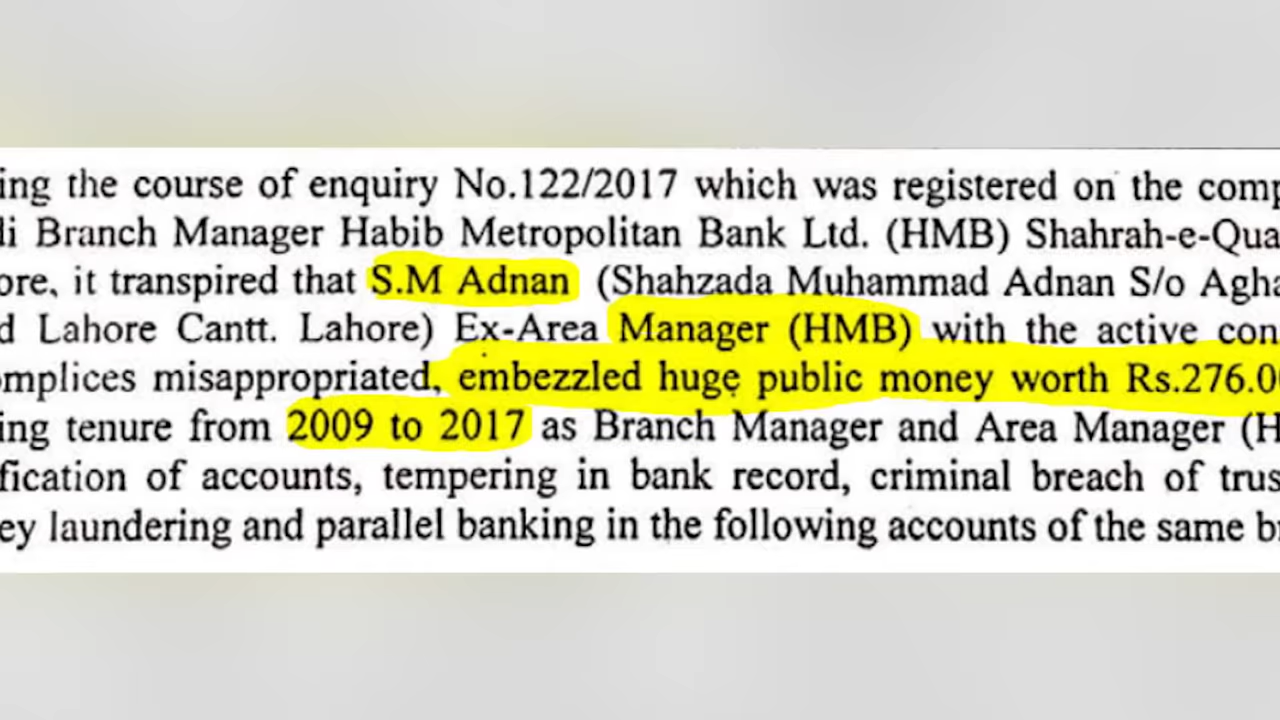 ing the course of enquiry No.122/2017 which was registered on the comp
li Branch Manager Habib Metropolitan Bank Ltd. (HMB) Shahrah-e-Qua
ore, it transpired that S.M Adnan (Shahzada Muhammad Adnan S/o Agha
d Lahore Cantt. Lahore) Ex-Area Manager (HMB) with the active con
mplices misappropriated, embezzled huge public money worth Rs.276.0
ing tenure from 2009 to 2017 as Branch Manager and Area Manager (H
fication of accounts, tempering in bank record, criminal breach of trus
ey laundering and parallel banking in the following accounts of the same b